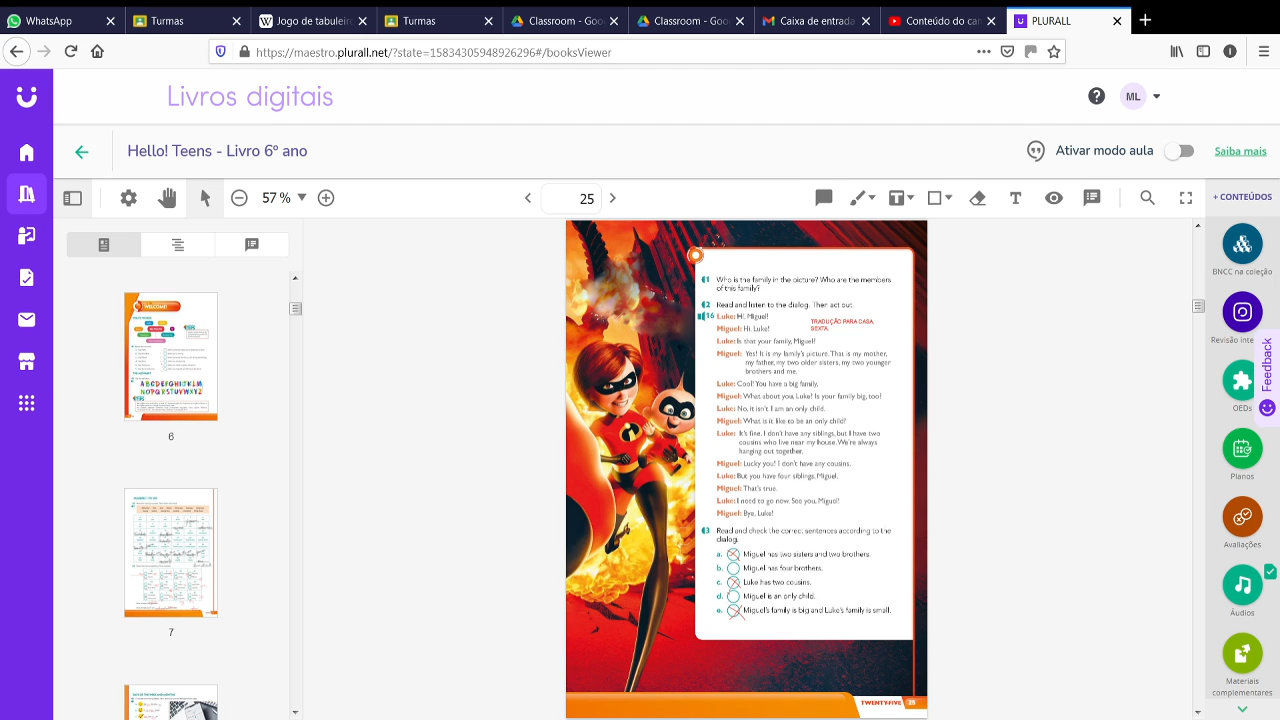 WhatsApp
Turmas
Jogo de tabuleiro
Turmas
Classroom - Goo
Classroom - Goo
Caixa de entrada
Conteúdo do can
PLURALL
https://maestro.plurall.net/?state=15834305948926296#/booksViewer
Livros digitais
ML
Hello! Teens - Livro 6º ano
Ativar modo aula
Saiba mais
57 %
25
+ CONTEÚDOS
BNCC na coleção
Relação inte
OEDs
Planos
Avaliações
Áudios
Materiais
complementares
Feedback
WELCOME!
6
7
1 Who is the family in the picture? Who are the members
of this family?
2 Read and listen to the dialog. Then act out.
16 Luke: Hi, Miguel!
TRADUÇÃO PARA CASA
SEXTA.
Miguel: Hi, Luke!
Luke: Is that your family, Miguel?
Miguel: Yes! It is my family's picture. That is my mother,
my father, my two older sisters, my two younger
brothers and me.
Luke: Cool! You have a big family.
Miguel: What about you, Luke? Is your family big, too?
Luke: No, it isn't. I am an only child.
Miguel: What is it like to be an only child?
Luke: It's fine. I don't have any siblings, but I have two
cousins who live near my house. We're always
hanging out together.
Miguel: Lucky you! I don't have any cousins.
Luke: But you have four siblings, Miguel.
Miguel: That's true.
Luke: I need to go now. See you, Miguel!
Miguel: Bye, Luke!
3 Read and check the correct sentences according to the
dialog.
a. Miguel has two sisters and two brothers.
b. Miguel has four brothers.
c. Luke has two cousins.
d. Miguel is an only child.
e. Miguel's family is big and Luke's family is small.
TWENTY-FIVE 25